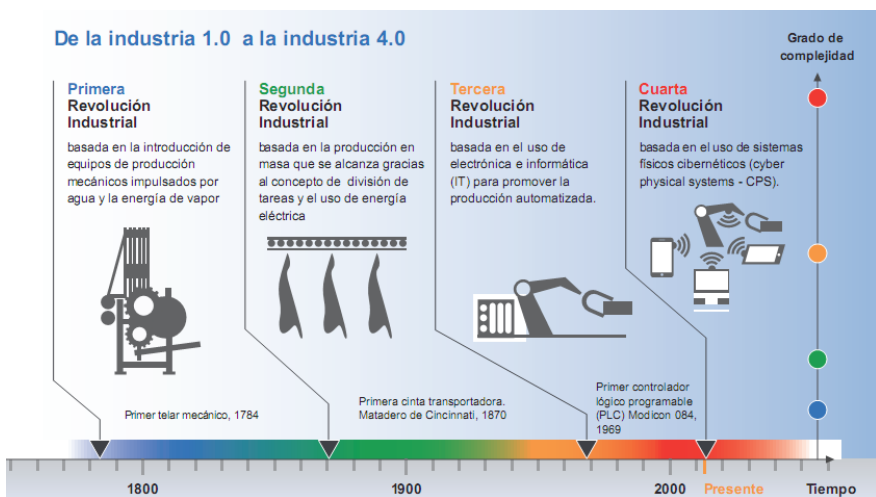 De la industria 1.0 a la industria 4.0
Grado de
complejidad
Primera
Revolución
Industrial
basada en la introducción de
equipos de producción
mecánicos impulsados por
agua y la energía de vapor
Segunda
Revolución
Industrial
basada en la producción en
masa que se alcanza gracias
al concepto de división de
tareas y el uso de energía
eléctrica
Tercera
Revolución
Industrial
basada en el uso de
electrónica e informática
(IT) para promover la
producción automatizada.
Cuarta
Revolución
Industrial
basada en el uso de sistemas
físicos cibernéticos (cyber
physical systems - CPS).
Primer telar mecánico, 1784
Primera cinta transportadora.
Matadero de Cincinnati, 1870
Primer controlador
lógico programable
(PLC) Modicon 084,
1969
1800
1900
2000
Presente
Tiempo